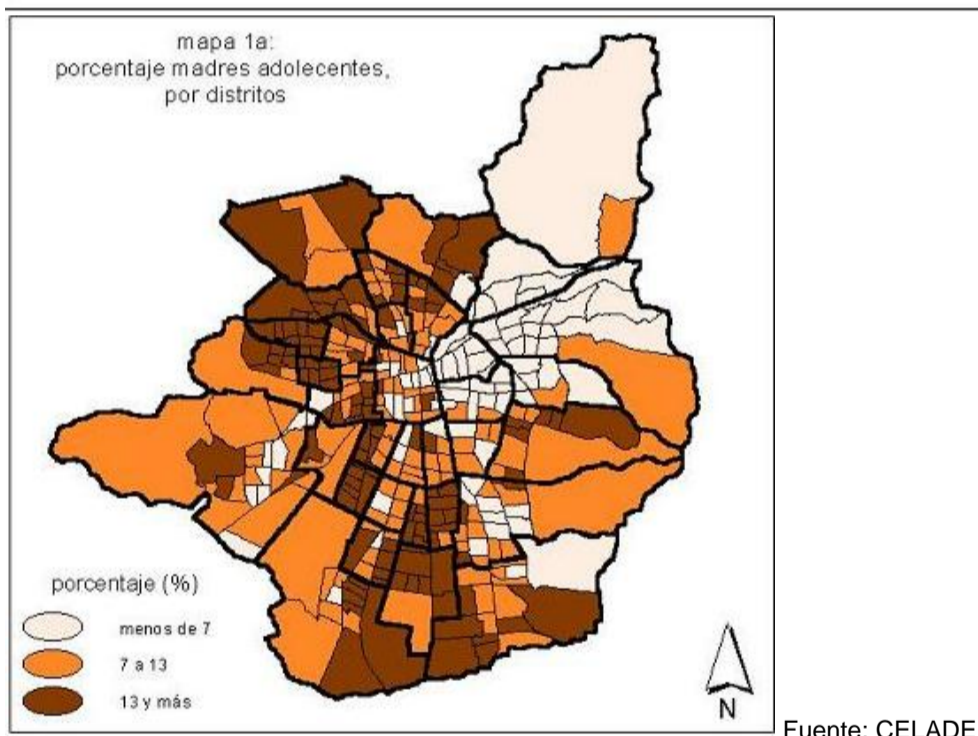 mapa 1a:
porcentaje madres adolecentes,
por distritos
porcentaje (%)
menos de 7
7 a 13
13 y más
N
Fuente: CELADE